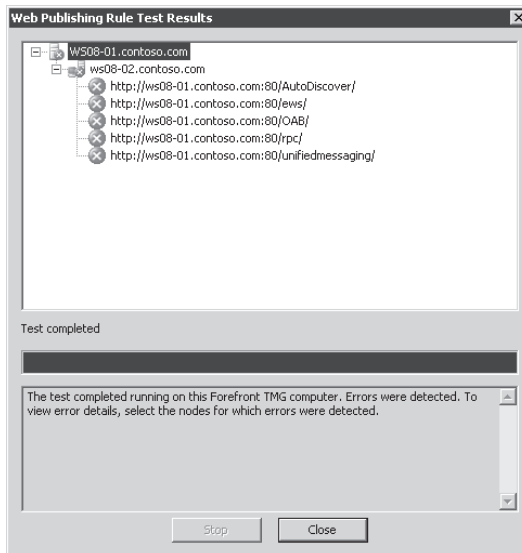 Web Publishing Rule Test Results
WS08-01.contoso.com
ws08-02.contoso.com
http://ws08-01.contoso.com:80/AutoDiscover/
http://ws08-01.contoso.com:80/ews/
http://ws08-01.contoso.com:80/OAB/
http://ws08-01.contoso.com:80/rpc/
http://ws08-01.contoso.com:80/unifiedmessaging/
Test completed
The test completed running on this Forefront TMG computer. Errors were detected. To
view error details, select the nodes for which errors were detected.
Stop
Close